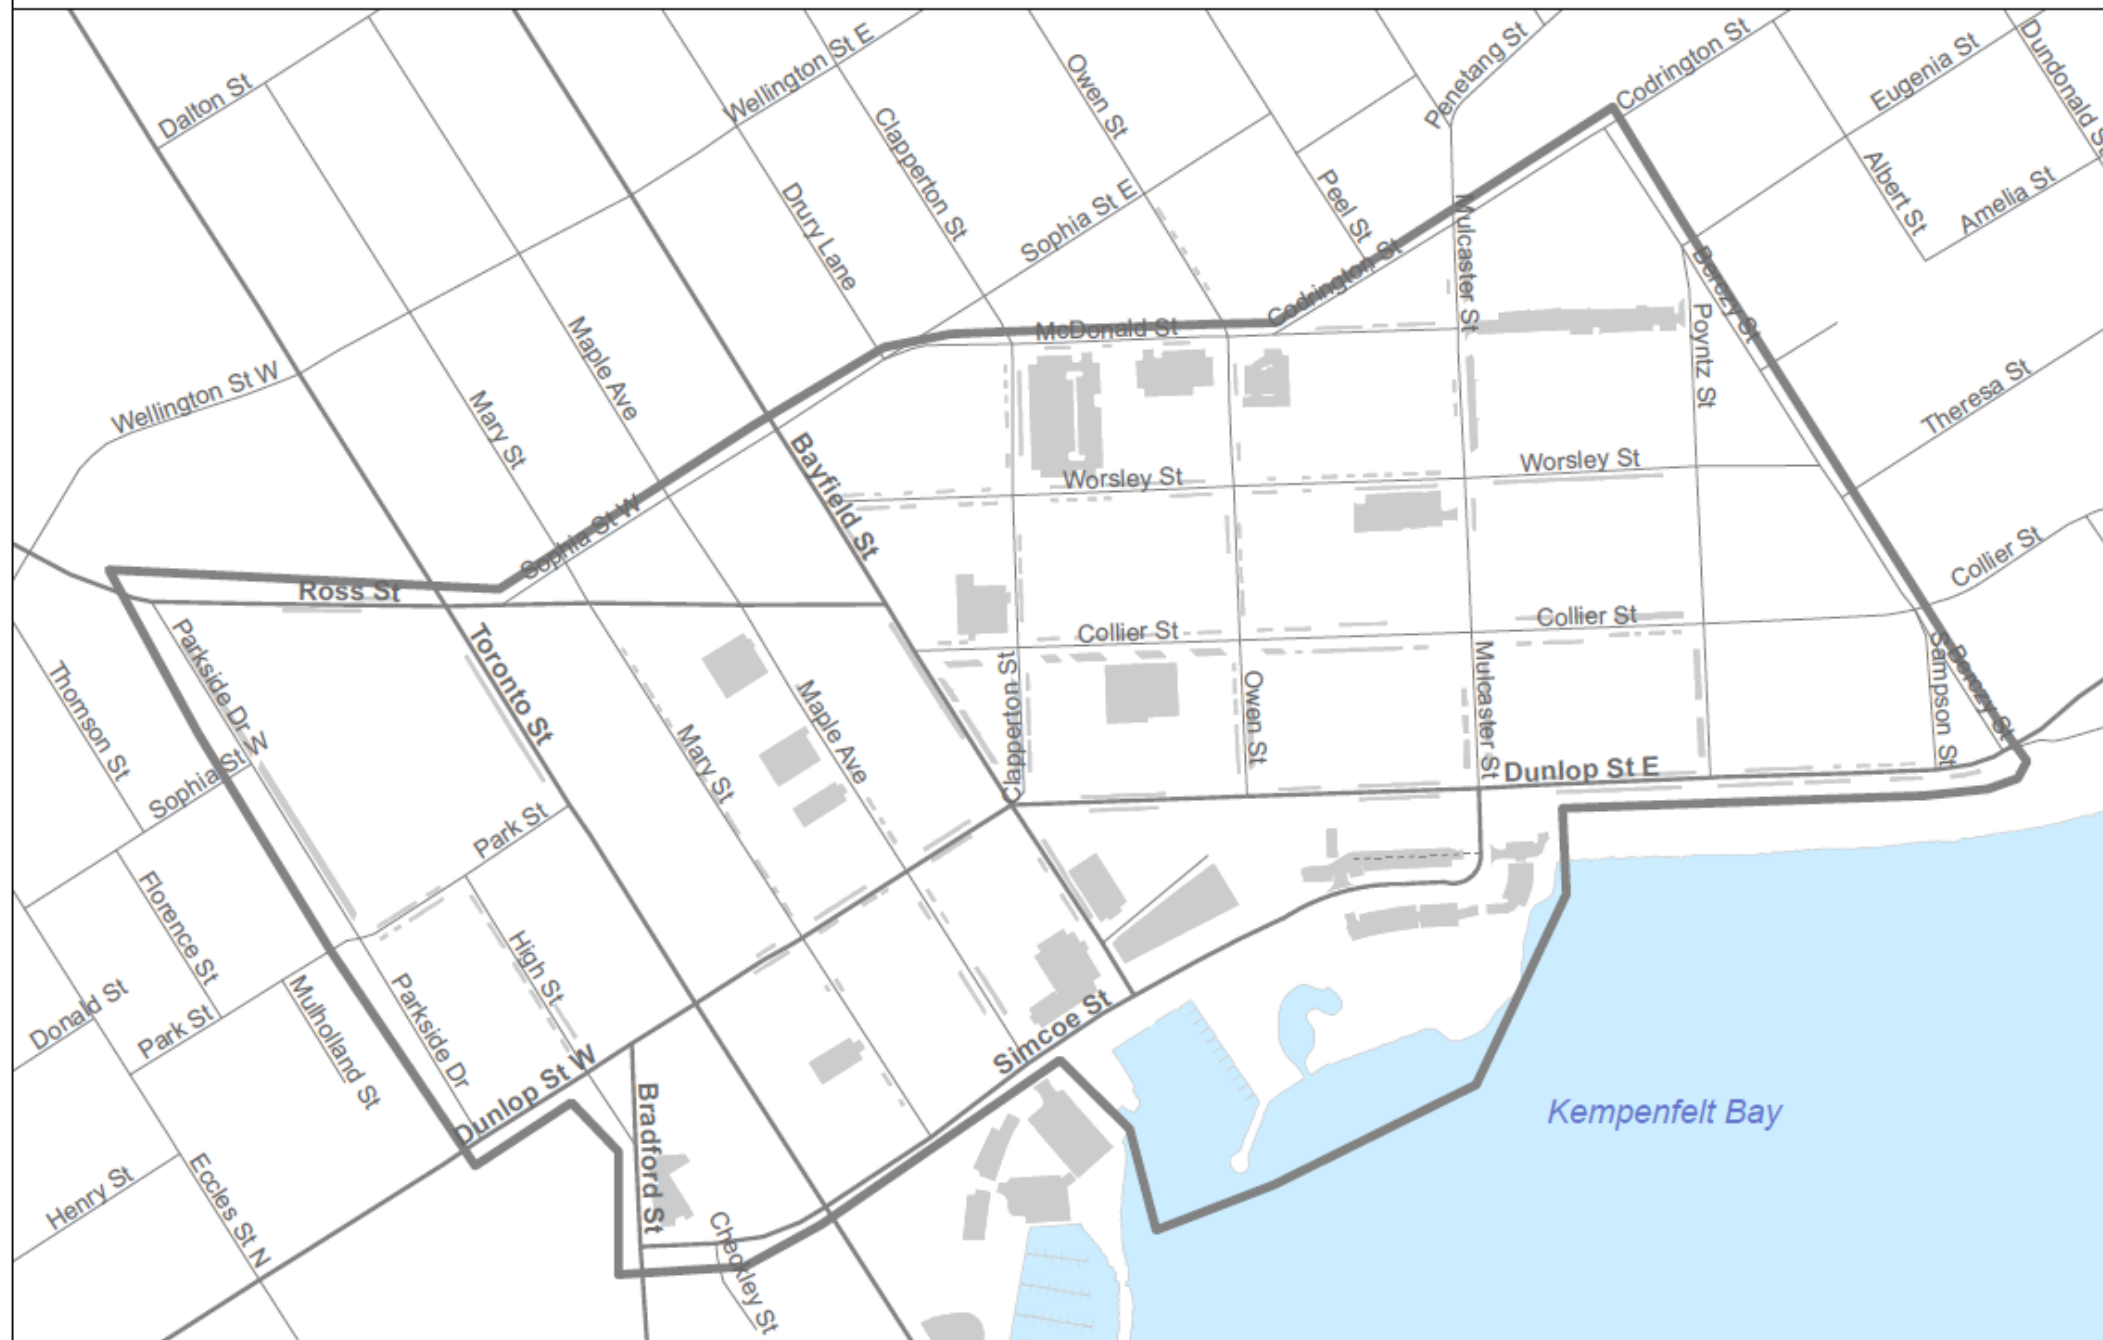 Dalton St
Wellington St E
Owen St
Penetang St
Codrington St
Eugenia St
Dundonald St
Clapperton St
Drury Lane
Sophia St E
Peel St
Albert St
Amelia St
Mulcaster St
Codrington St
Berczy St
McDonald St
Maple Ave
Poyntz St
Wellington St W
Mary St
Theresa St
Bayfield St
Worsley St
Worsley St
Sophia St W
Collier St
Ross St
Collier St
Collier St
Parkside Dr
Toronto St
Thomson St
Clapperton St
Owen St
Mulcaster St
Sampson St
Berczy St
Maple Ave
Mary St
Sophia St W
Dunlop St E
Park St
Florence St
High St
Donald St
Park St
Mulholland St
Parkside Dr
Simcoe St
Dunlop St W
Kempenfelt Bay
Bradford St
Henry St
Eccles St N
Checkley St